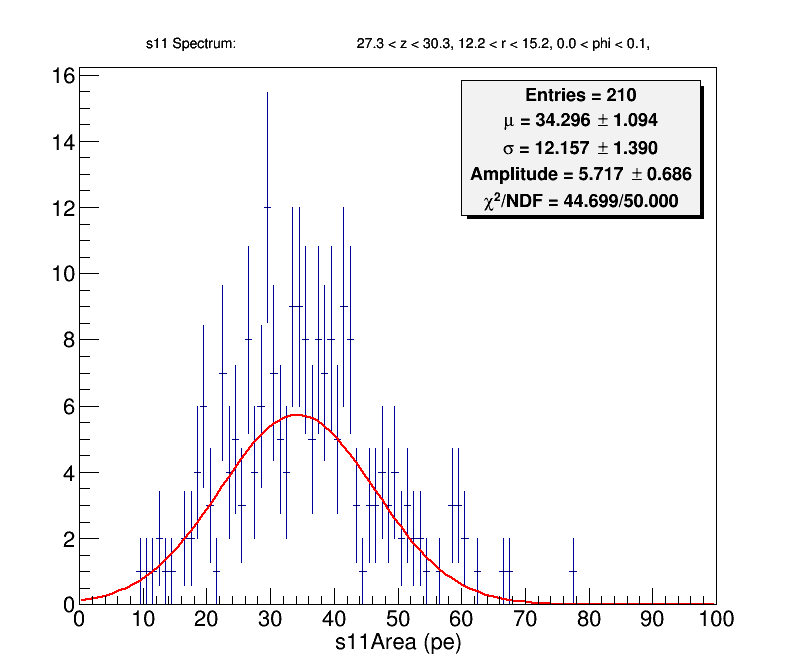 s11 Spectrum: 27.3 < z < 30.3, 12.2 < r < 15.2, 0.0 < phi < 0.1,
Entries = 210
μ = 34.296 ± 1.094
σ = 12.157 ± 1.390
Amplitude = 5.717 ± 0.686
χ²/NDF = 44.699/50.000
16
14
12
10
8
6
4
2
0
0 10 20 30 40 50 60 70 80 90 100
s11Area (pe)